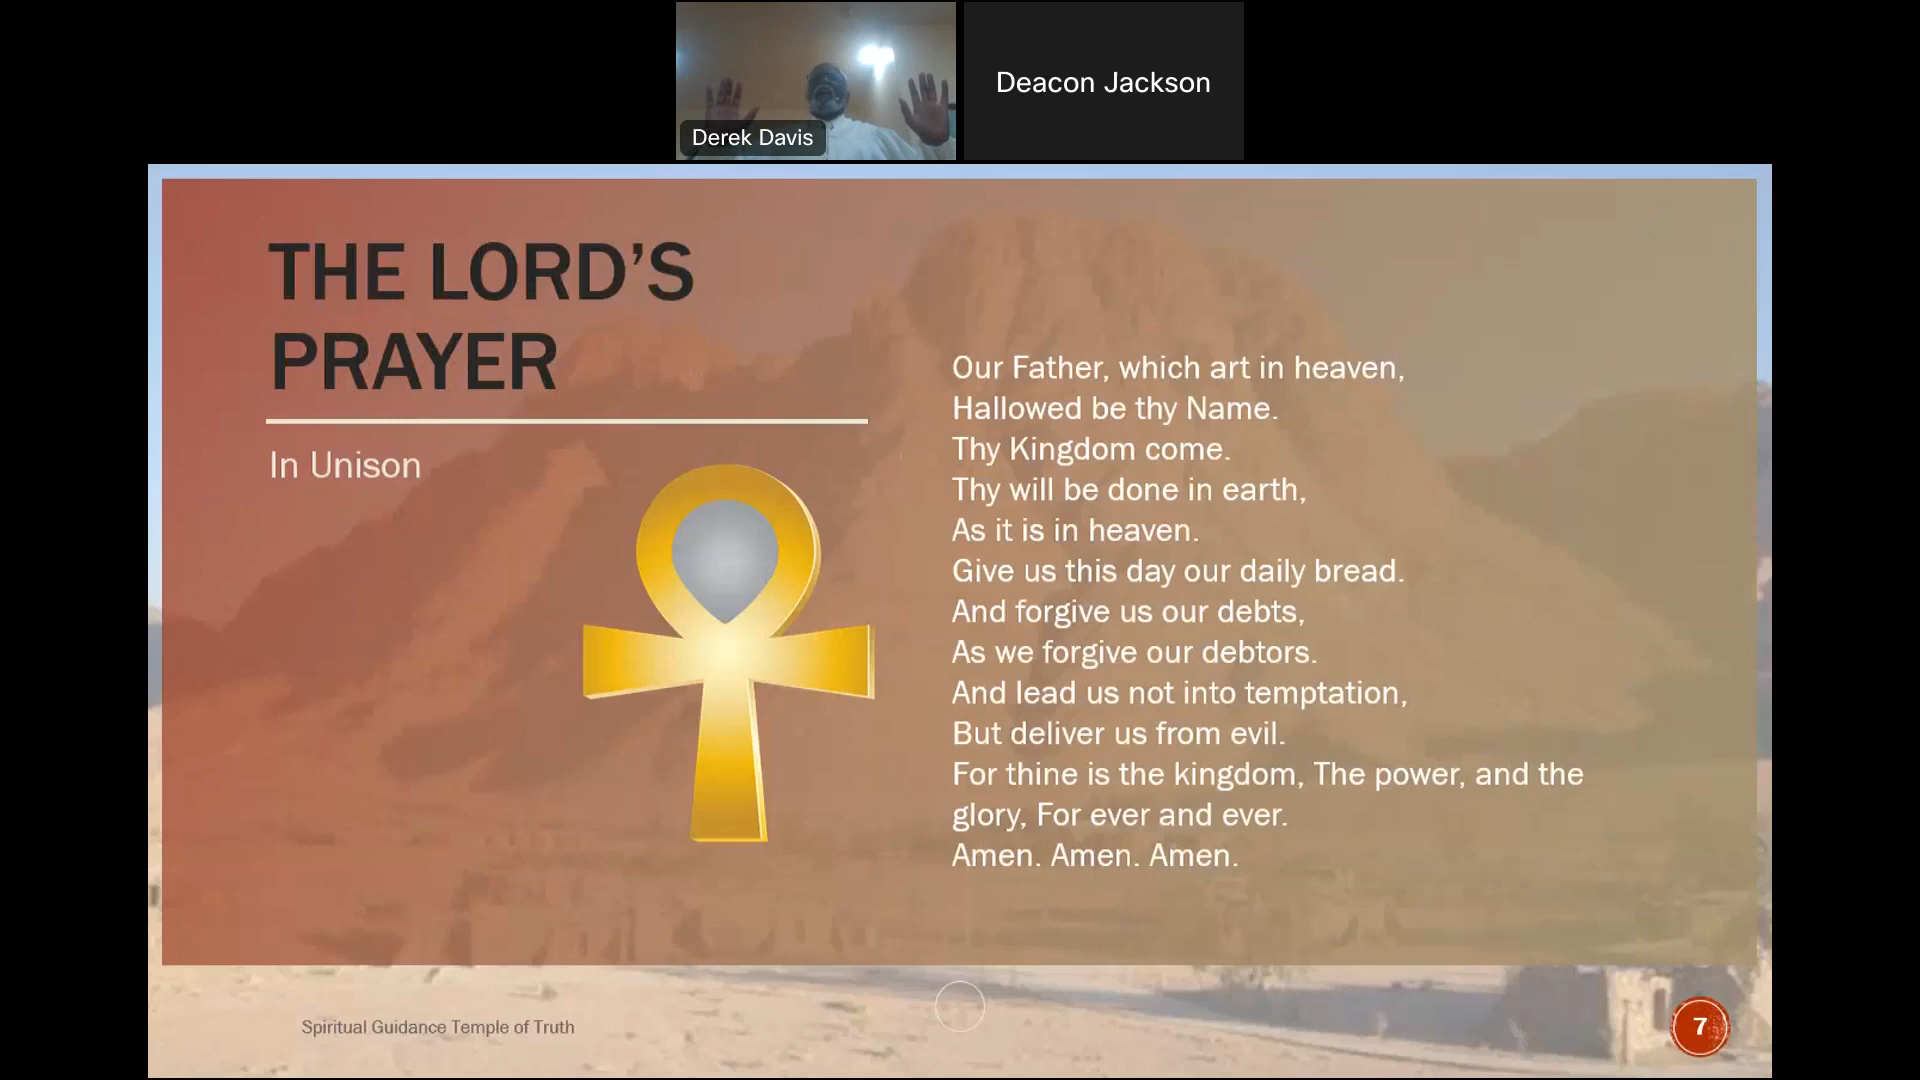 Derek Davis
Deacon Jackson
THE LORD’S
PRAYER
In Unison
Our Father, which art in heaven,
Hallowed be thy Name.
Thy Kingdom come.
Thy will be done in earth,
As it is in heaven.
Give us this day our daily bread.
And forgive us our debts,
As we forgive our debtors.
And lead us not into temptation,
But deliver us from evil.
For thine is the kingdom, The power, and the
glory, For ever and ever.
Amen. Amen. Amen.
Spiritual Guidance Temple of Truth
7